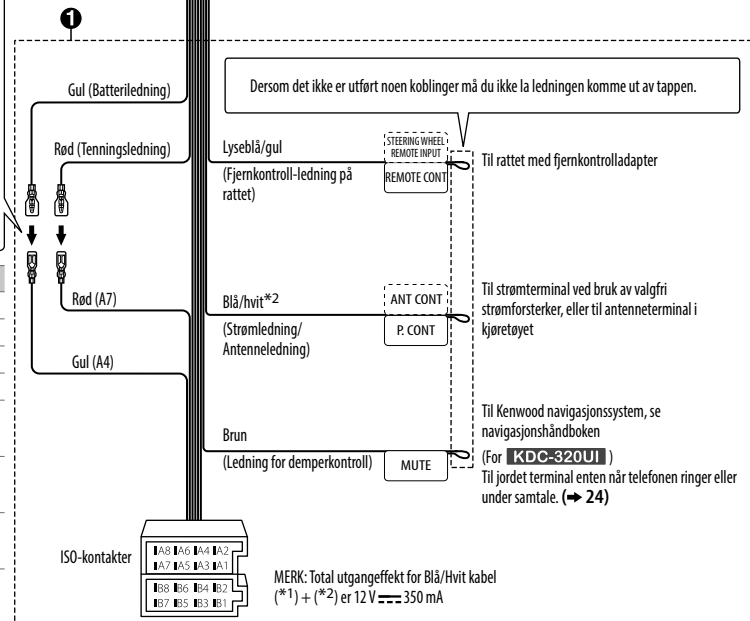 1
Gul (Batteriledning)
Dersom det ikke er utført noen koblinger må du ikke la ledningen komme ut av tappen.
Rød (Tenningsledning)
Lyseblå/gul
(Fjernkontroll-ledning på
rattet)
STEERING WHEEL
REMOTE INPUT
REMOTE CONT
Til rattet med fjernkontrolladapter
Rød (A7)
Gul (A4)
Blå/hvit*2
(Strømledning/
Antenneledning)
ANT CONT
P. CONT
Til strømterminal ved bruk av valgfri
strømforsterker, eller til antenneterminal i
kjøretøyet
Brun
(Ledning for demperkontroll)
MUTE
Til Kenwood navigasjonssystem, se
navigasjonshåndboken
(For KDC-320UI )
Til jordet terminal enten når telefonen ringer eller
under samtale. (➜ 24)
ISO-kontakter
A8 A6 A4 A2
A7 A5 A3 A1
B8 B6 B4 B2
B7 B5 B3 B1
MERK: Total utgangeffekt for Blå/Hvit kabel
(*1) + (*2) er 12 V ⎓ 350 mA